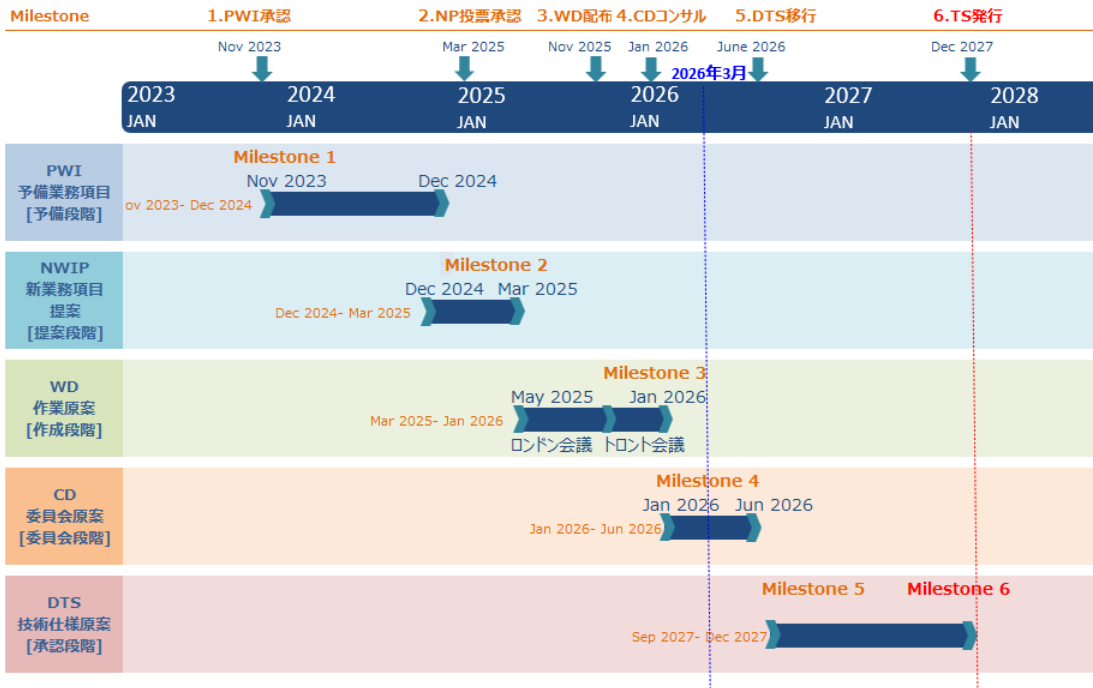 Milestone 1.PWI承認 2.NP投票承認 3.WD配布 4.CDコンサル 5.DTS移行 6.TS発行
Nov 2023 Mar 2025 Nov 2025 Jan 2026 June 2026 Dec 2027
2026年3月
2023 2024 2025 2026 2027 2028
JAN JAN JAN JAN JAN JAN
PWI
予備業務項目
[予備段階]
Milestone 1
Nov 2023 Dec 2024
ov 2023- Dec 2024
NWIP
新業務項目
提案
[提案段階]
Milestone 2
Dec 2024 Mar 2025
Dec 2024- Mar 2025
WD
作業原案
[作成段階]
Milestone 3
May 2025 Jan 2026
Mar 2025- Jan 2026
ロンドン会議 トロント会議
CD
委員会原案
[委員会段階]
Milestone 4
Jan 2026 Jun 2026
Jan 2026- Jun 2026
DTS
技術仕様原案
[承認段階]
Milestone 5 Milestone 6
Sep 2027- Dec 2027